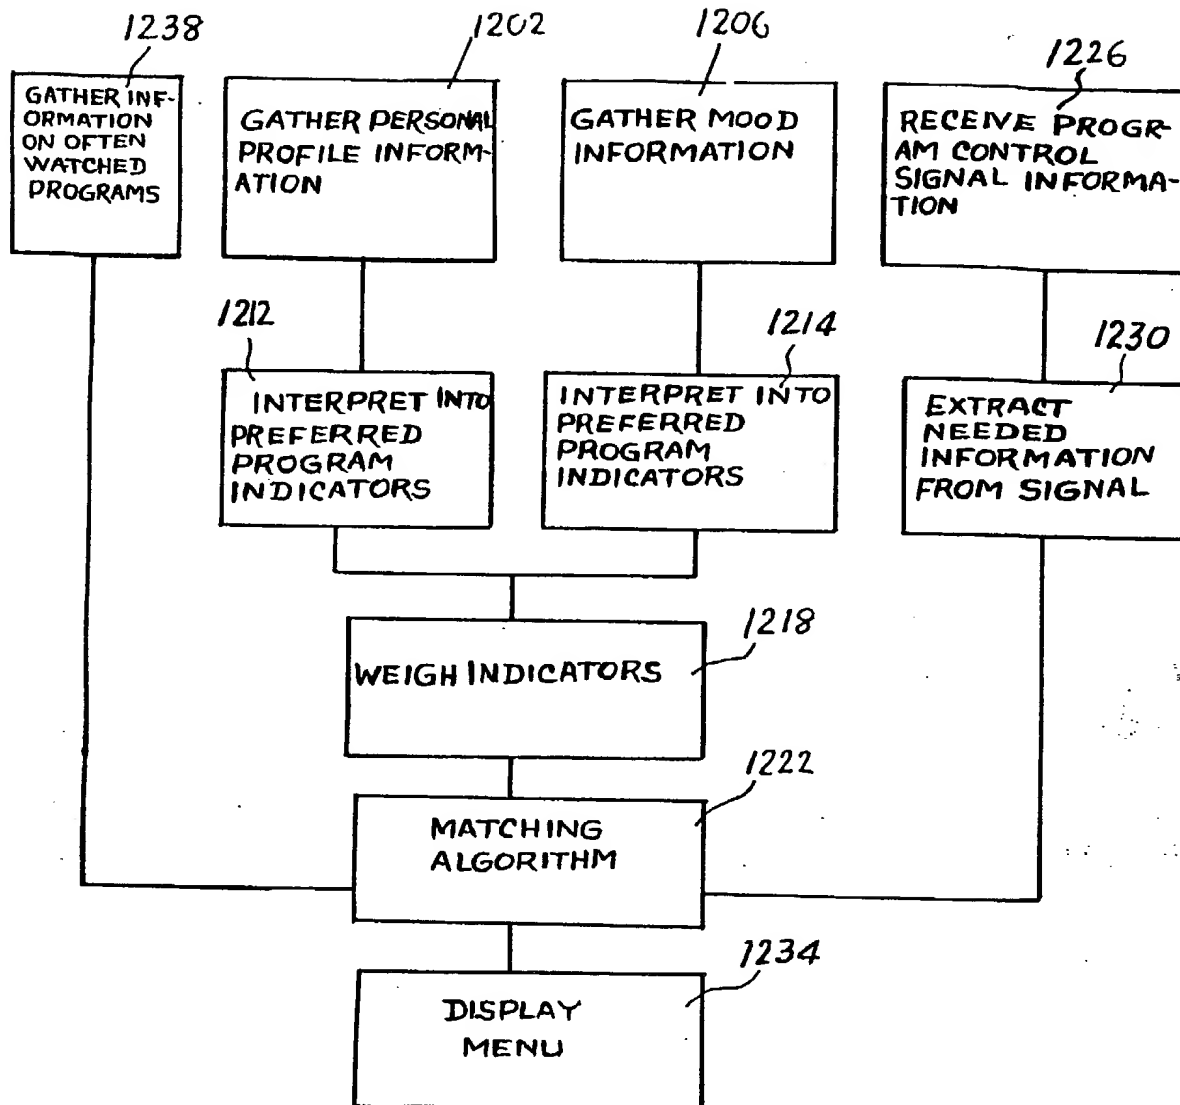 1238
GATHER INF-
ORMATION
ON OFTEN
WATCHED
PROGRAMS
1202
GATHER PERSONAL
PROFILE INFORM-
ATION
1206
GATHER MOOD
INFORMATION
1226
RECEIVE PROGR-
AM CONTROL
SIGNAL INFORMA-
TION
1212
INTERPRET INTO
PREFERRED
PROGRAM
INDICATORS
1214
INTERPRET INTO
PREFERRED
PROGRAM
INDICATORS
1230
EXTRACT
NEEDED
INFORMATION
FROM SIGNAL
1218
WEIGH INDICATORS
1222
MATCHING
ALGORITHM
1234
DISPLAY
MENU